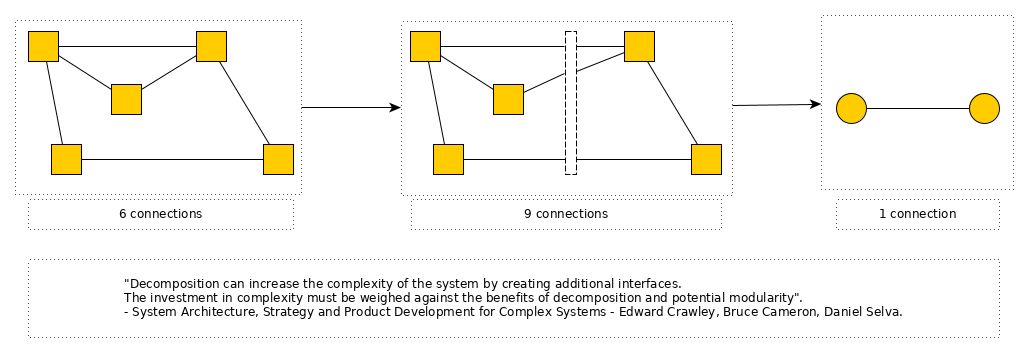 6 connections
9 connections
1 connection
"Decomposition can increase the complexity of the system by creating additional interfaces.
The investment in complexity must be weighed against the benefits of decomposition and potential modularity".
- System Architecture, Strategy and Product Development for Complex Systems - Edward Crawley, Bruce Cameron, Daniel Selva.